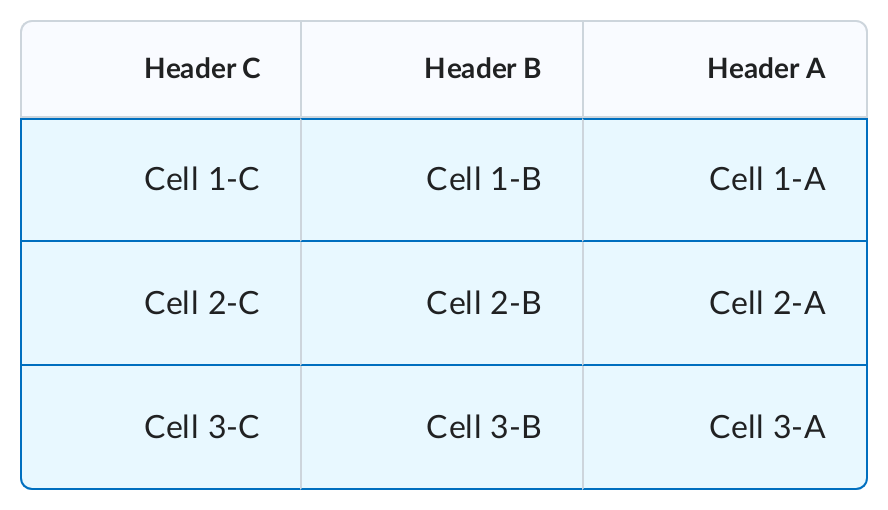 Header C Header B Header A
Cell 1-C Cell 1-B Cell 1-A
Cell 2-C Cell 2-B Cell 2-A
Cell 3-C Cell 3-B Cell 3-A